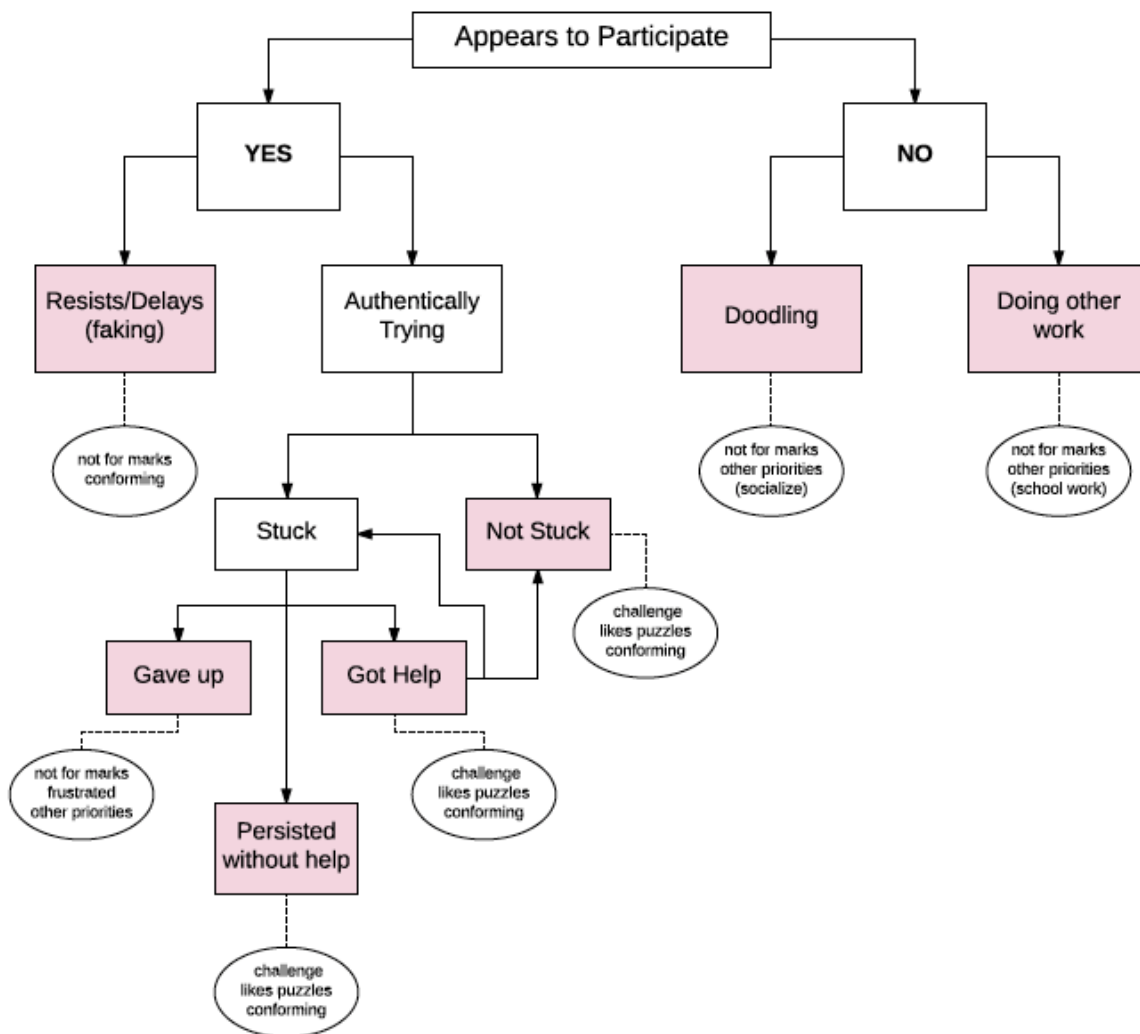 Appears to Participate
YES
NO
Resists/Delays
(faking)
Authentically
Trying
Doodling
Doing other
work
not for marks
conforming
not for marks
other priorities
(socialize)
not for marks
other priorities
(school work)
Stuck
Not Stuck
challenge
likes puzzles
conforming
Gave up
Got Help
not for marks
frustrated
other priorities
challenge
likes puzzles
conforming
Persisted
without help
challenge
likes puzzles
conforming